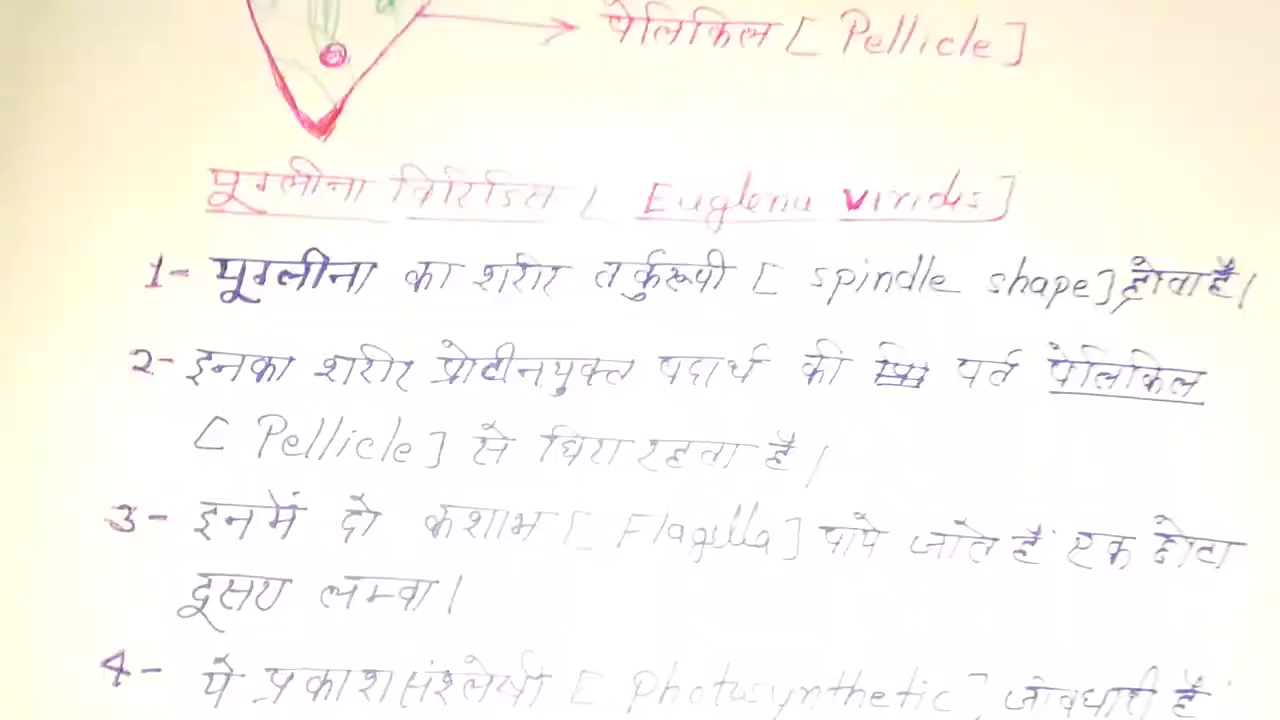 पेलिकिल [ Pellicle ]
यूग्लीना विरिडिस [ Euglena viridis ]
1- यूग्लीना का शरीर तर्कुरूपी [ spindle shape ] होता है।
2- इनका शरीर प्रोटीनयुक्त पदार्थ की पर्त पेलिकिल
[ Pellicle ] से घिरा रहता है।
3- इनमें दो कशाभ [ Flagella ] पाये जाते हैं एक छोटा
दूसरा लम्बा।
4- ये प्रकाश संश्लेषी [ Photosynthetic ] जीवधारी हैं